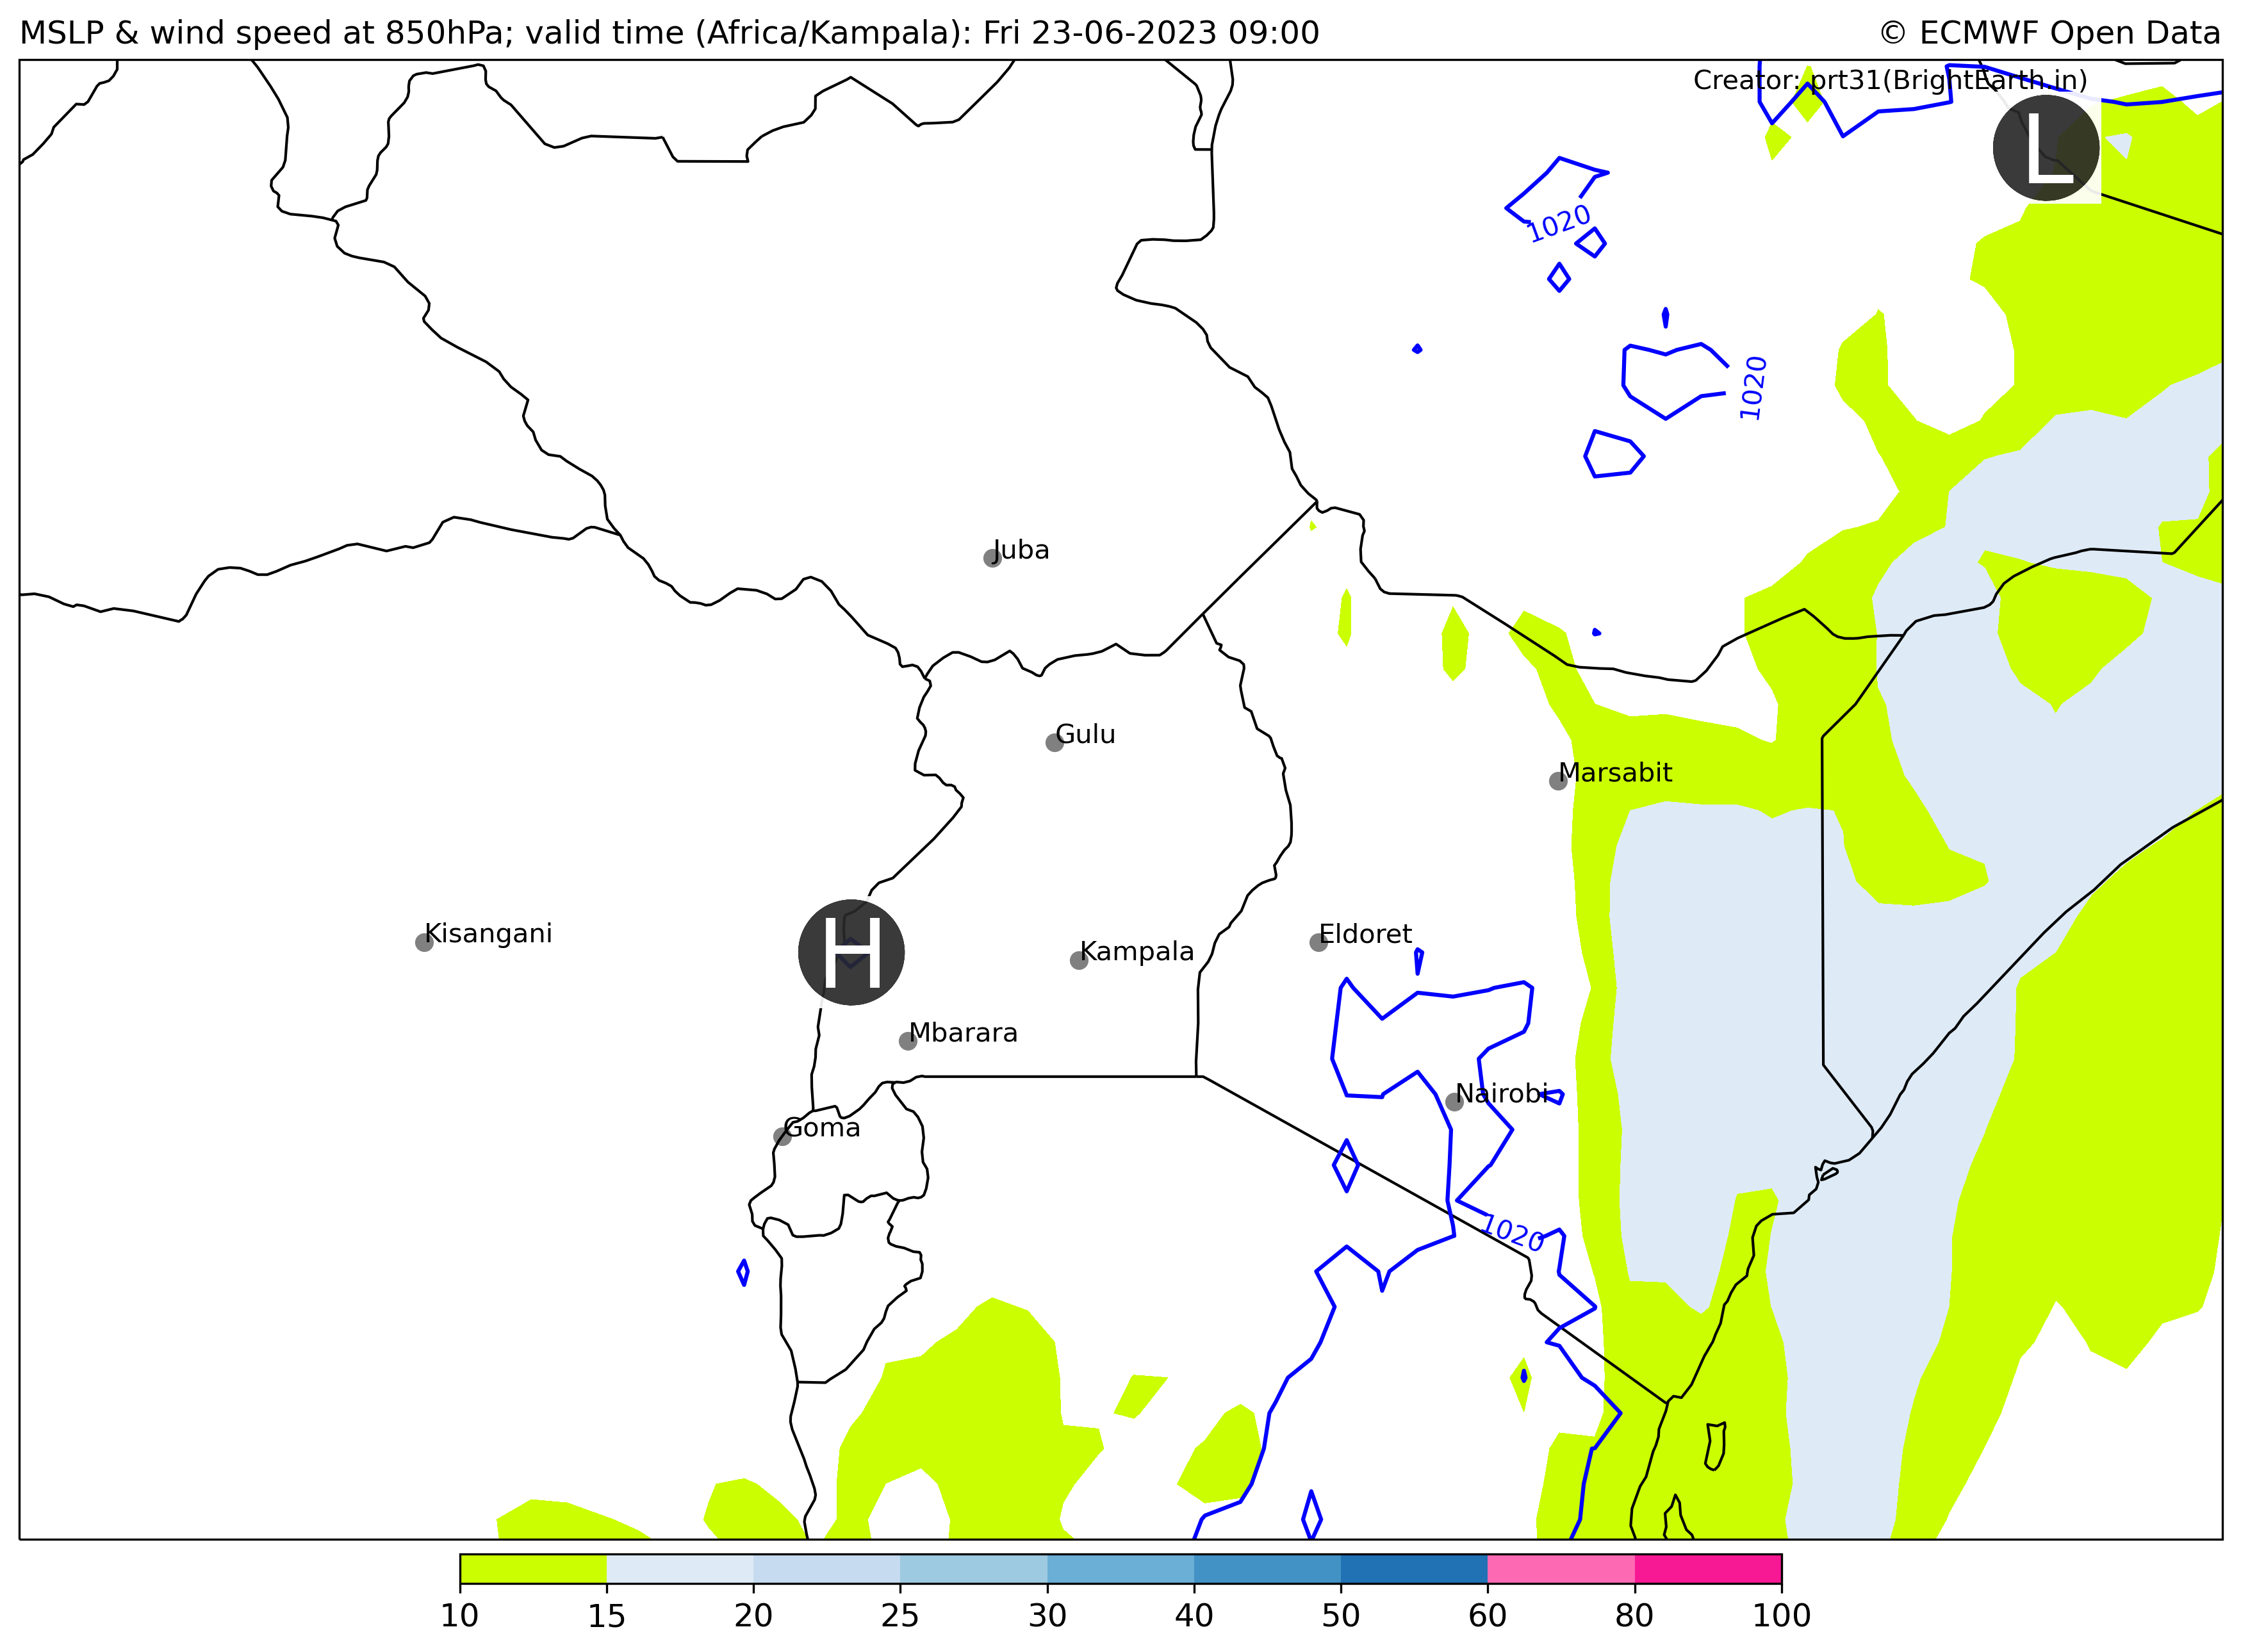 MSLP & wind speed at 850hPa; valid time (Africa/Kampala): Fri 23-06-2023 09:00
© ECMWF Open Data
Creator: prt31(BrightEarth.in)
L
1020
1020
Juba
Gulu
Marsabit
Kisangani
H
Kampala
Eldoret
Mbarara
Nairobi
Goma
1020
10 15 20 25 30 40 50 60 80 100